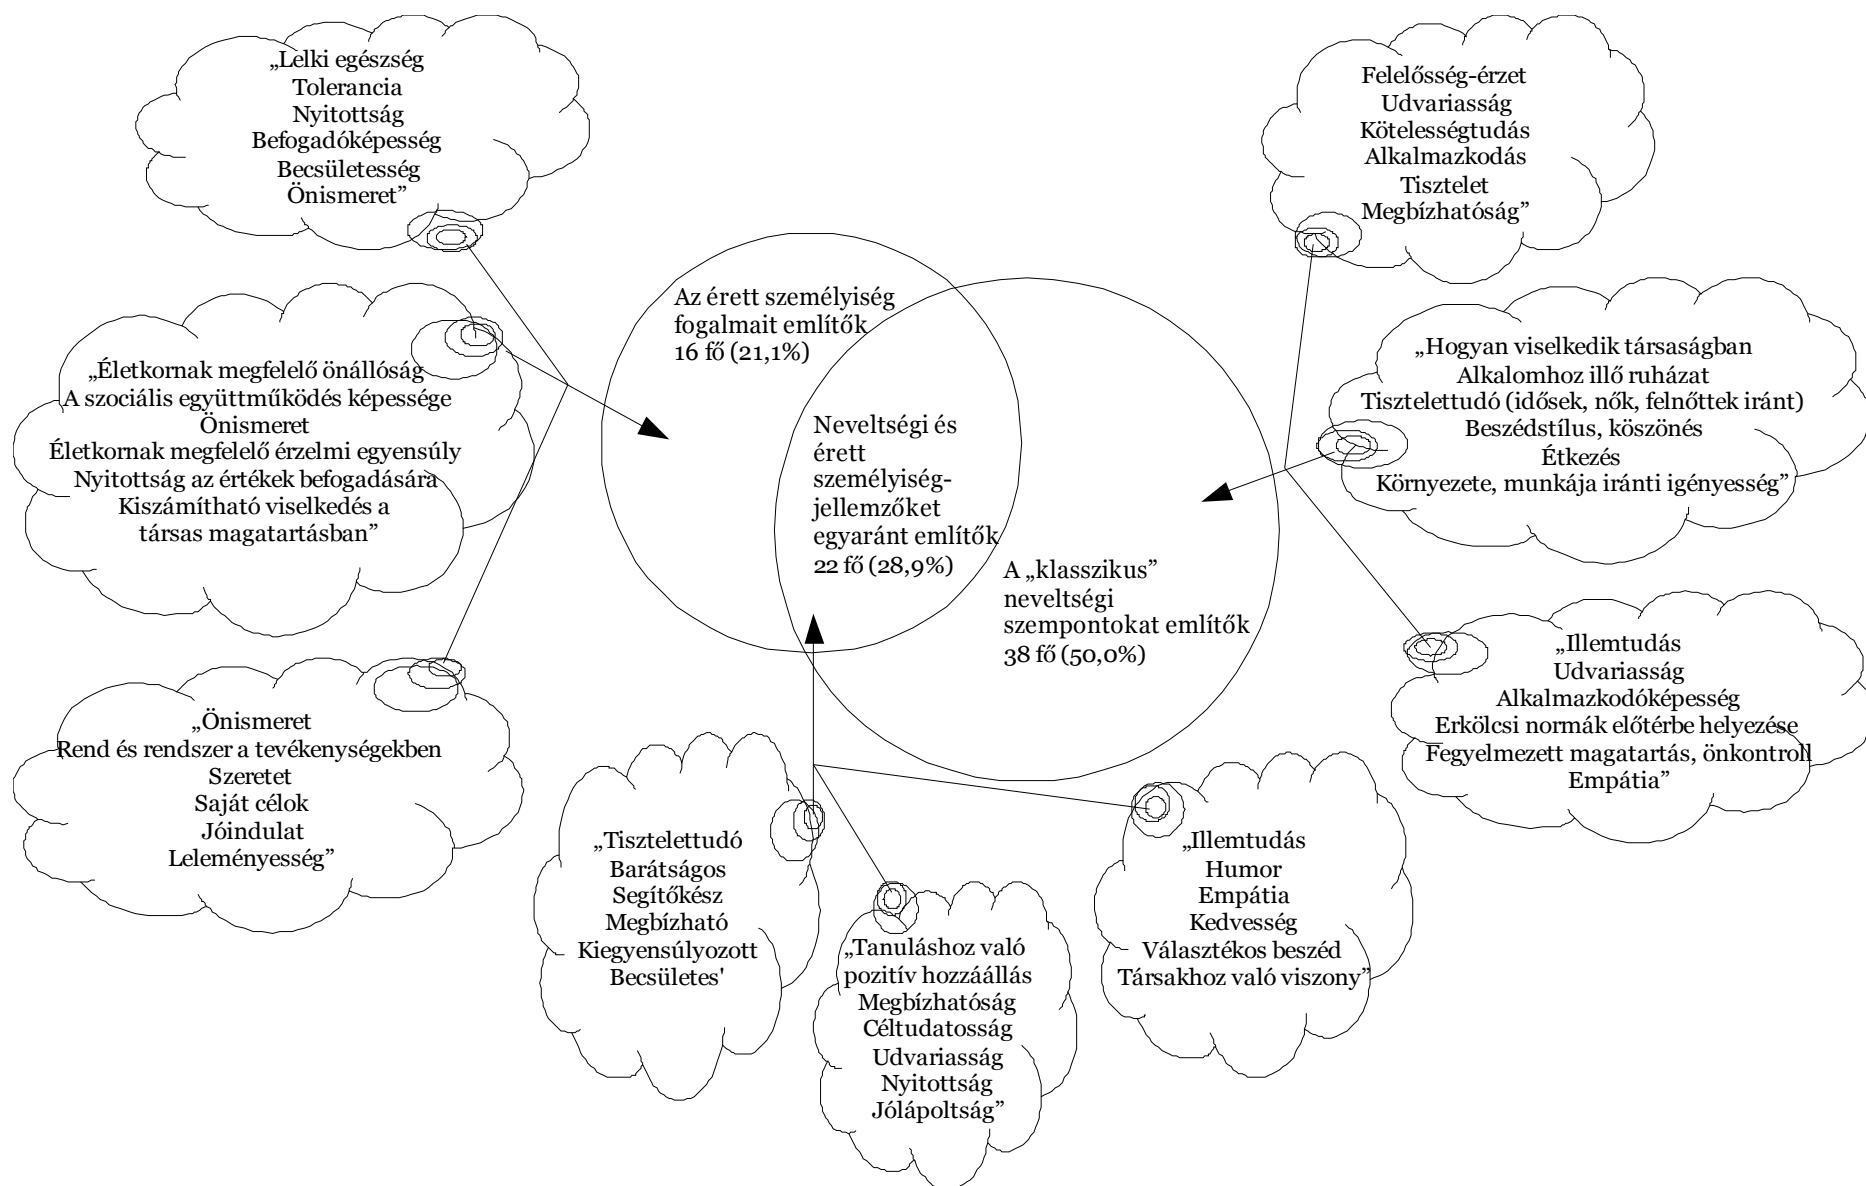 „Lelki egészség
Tolerancia
Nyitottság
Befogadóképesség
Becsületesség
Önismeret”
„Életkornak megfelelő önállóság
A szociális együttműködés képessége
Önismeret
Életkornak megfelelő érzelmi egyensúly
Nyitottság az értékek befogadására
Kiszámítható viselkedés a
társas magatartásban”
„Önismeret
Rend és rendszer a tevékenységekben
Szeretet
Saját célok
Jóindulat
Leleményesség”
Az érett személyiség
fogalmait említők
16 fő (21,1%)
Neveltségi és
érett
személyiség-
jellemzőket
egyaránt említők
22 fő (28,9%)
A „klasszikus”
neveltségi
szempontokat említők
38 fő (50,0%)
„Tisztelettudó
Barátságos
Segítőkész
Megbízható
Kiegyensúlyozott
Becsületes'
„Tanuláshoz való
pozitív hozzáállás
Megbízhatóság
Céltudatosság
Udvariasság
Nyitottság
Jólápoltság”
„Illemtudás
Humor
Empátia
Kedvesség
Választékos beszéd
Társakhoz való viszony”
Felelősség-érzet
Udvariasság
Kötelességtudás
Alkalmazkodás
Tisztelet
Megbízhatóság”
„Hogyan viselkedik társaságban
Alkalomhoz illő ruházat
Tisztelettudó (idősek, nők, felnőttek iránt)
Beszédstílus, köszönés
Étkezés
Környezete, munkája iránti igényesség”
„Illemtudás
Udvariasság
Alkalmazkodóképesség
Erkölcsi normák előtérbe helyezése
Fegyelmezett magatartás, önkontroll
Empátia”